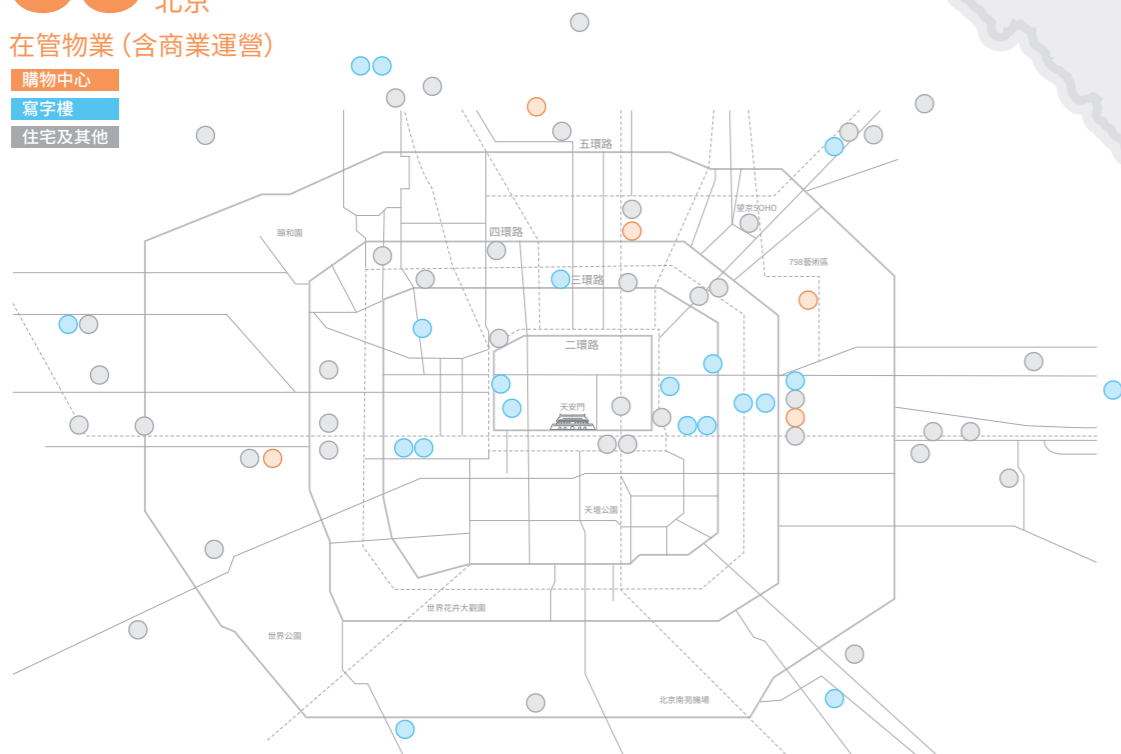 北京
在管物業 (含商業運營)
購物中心
寫字樓
住宅及其他
五環路
望京SOHO
四環路
頤和園
798藝術區
三環路
二環路
天安門
天壇公園
世界花卉大觀園
世界公園
北京南苑機場